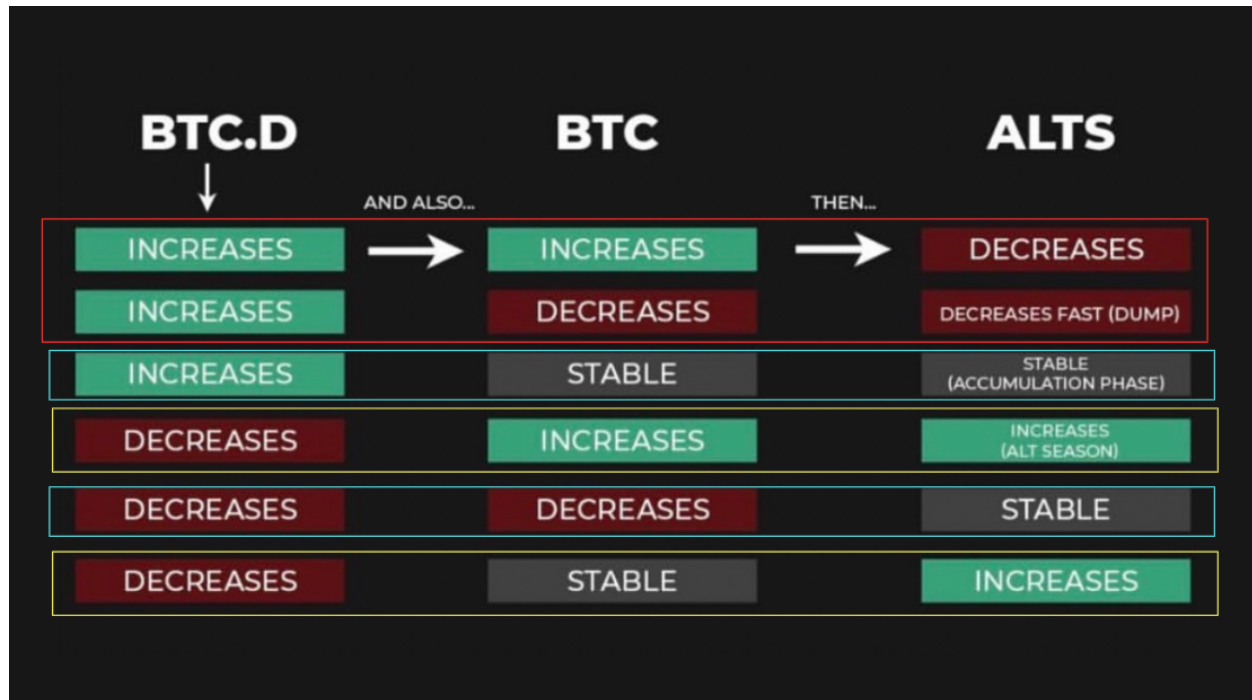 BTC.D BTC ALTS
AND ALSO... THEN...
INCREASES INCREASES DECREASES
INCREASES DECREASES DECREASES FAST (DUMP)
INCREASES STABLE STABLE
(ACCUMULATION PHASE)
DECREASES INCREASES INCREASES
(ALT SEASON)
DECREASES DECREASES STABLE
DECREASES STABLE INCREASES